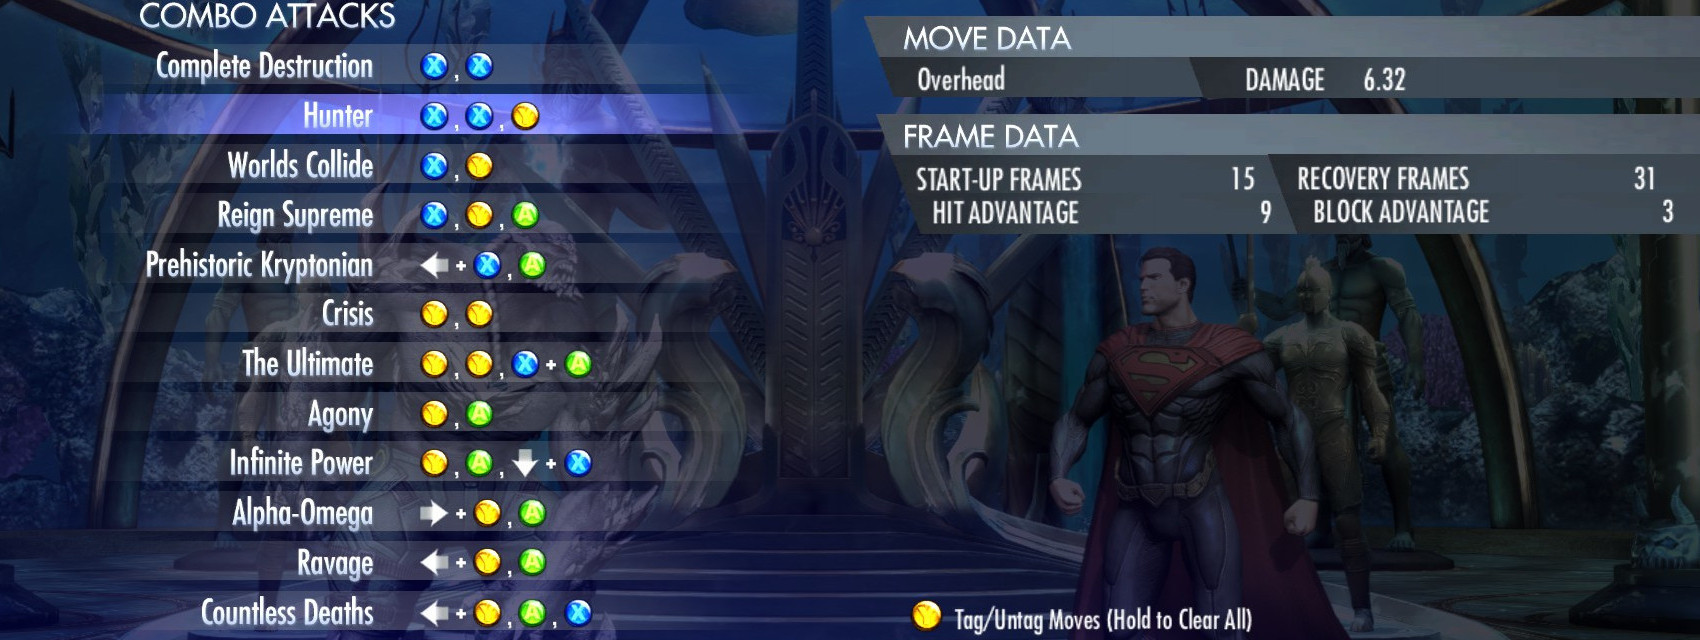 COMBO ATTACKS
Complete Destruction X , X
Hunter X , X , Y
Worlds Collide X , Y
Reign Supreme X , Y , A
Prehistoric Kryptonian ← + X , A
Crisis Y , Y
The Ultimate Y , Y , X + A
Agony Y , A
Infinite Power Y , A , ↓ + X
Alpha-Omega → + Y , A
Ravage ← + Y , A
Countless Deaths ← + Y , A , X
MOVE DATA
Overhead DAMAGE 6.32
FRAME DATA
START-UP FRAMES 15 RECOVERY FRAMES 31
HIT ADVANTAGE 9 BLOCK ADVANTAGE 3
Y Tag/Untag Moves (Hold to Clear All)